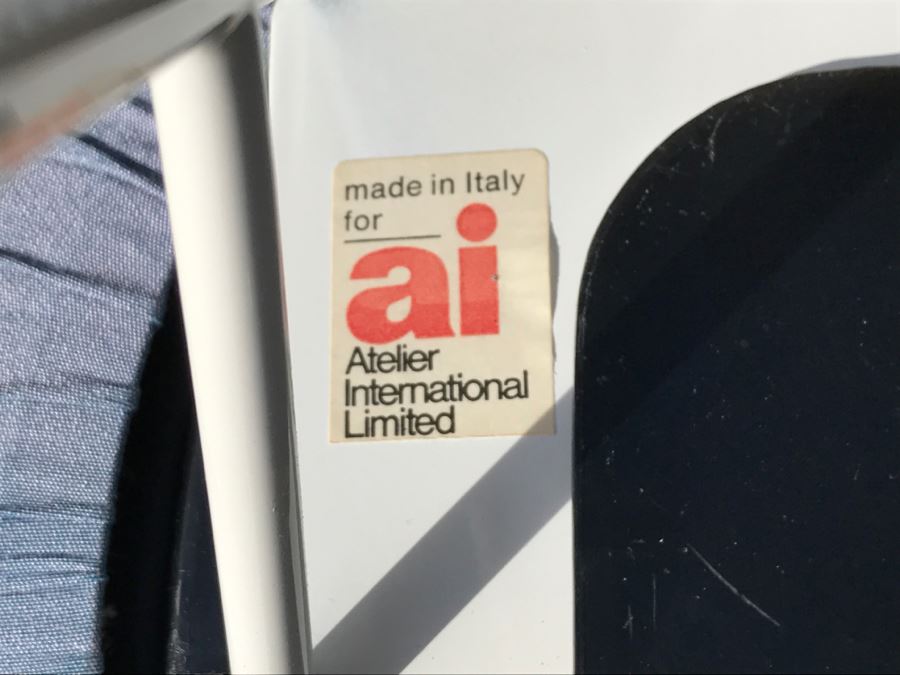 made in Italy
for
ai
Atelier
International
Limited